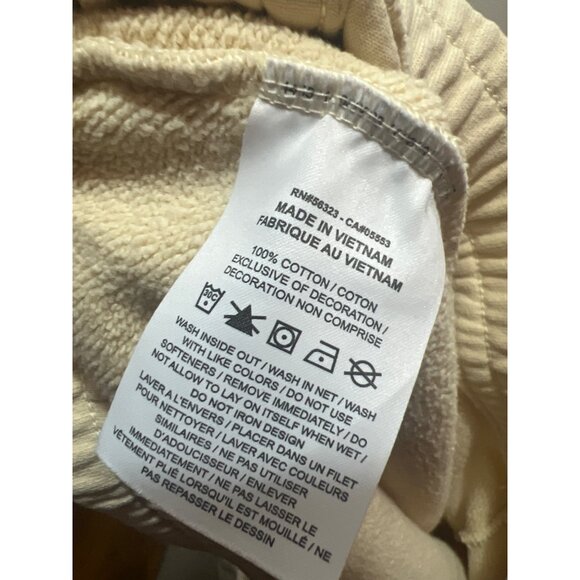 RN#56323 - CA#05553
MADE IN VIETNAM
FABRIQUE AU VIETNAM
100% COTTON / COTON
EXCLUSIVE OF DECORATION /
DECORATION NON COMPRISE
30C
WASH INSIDE OUT / WASH IN NET / WASH
WITH LIKE COLORS / DO NOT USE
SOFTENERS / REMOVE IMMEDIATELY / DO
NOT ALLOW TO LAY ON ITSELF WHEN WET /
DO NOT IRON DESIGN
LAVER A L'ENVERS / PLACER DANS UN FILET
POUR NETTOYER / LAVER AVEC COULEURS
SIMILAIRES / NE PAS UTILISER
D'ADOUCISSEUR / ENLEVER
IMMEDIATEMENT / NE PAS LAISSER LE
VÊTEMENT PLIÉ LORSQU'IL EST MOUILLÉ / NE
PAS REPASSER LE DESSIN